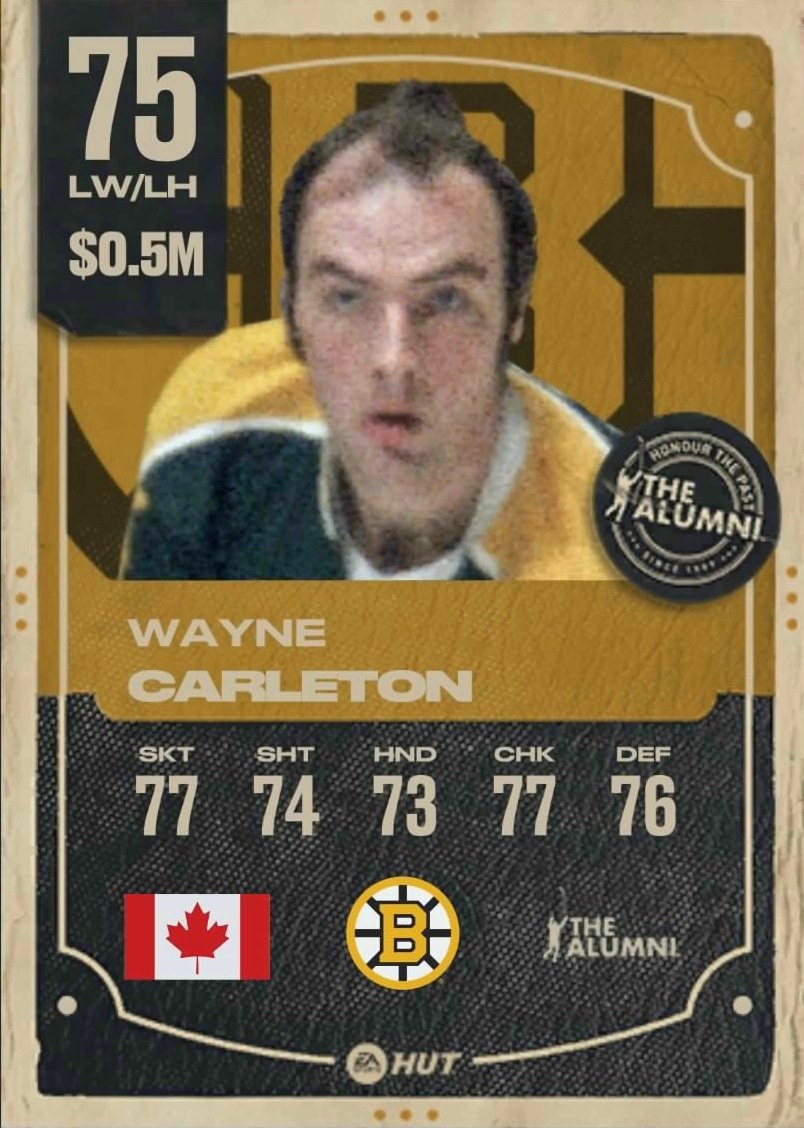 75
LW/LH
$0.5M
HONOUR THE PAST
THE
ALUMNI
WAYNE
CARLETON
SKT SHT HND CHK DEF
77 74 73 77 76
B
THE
ALUMNI
EA HUT